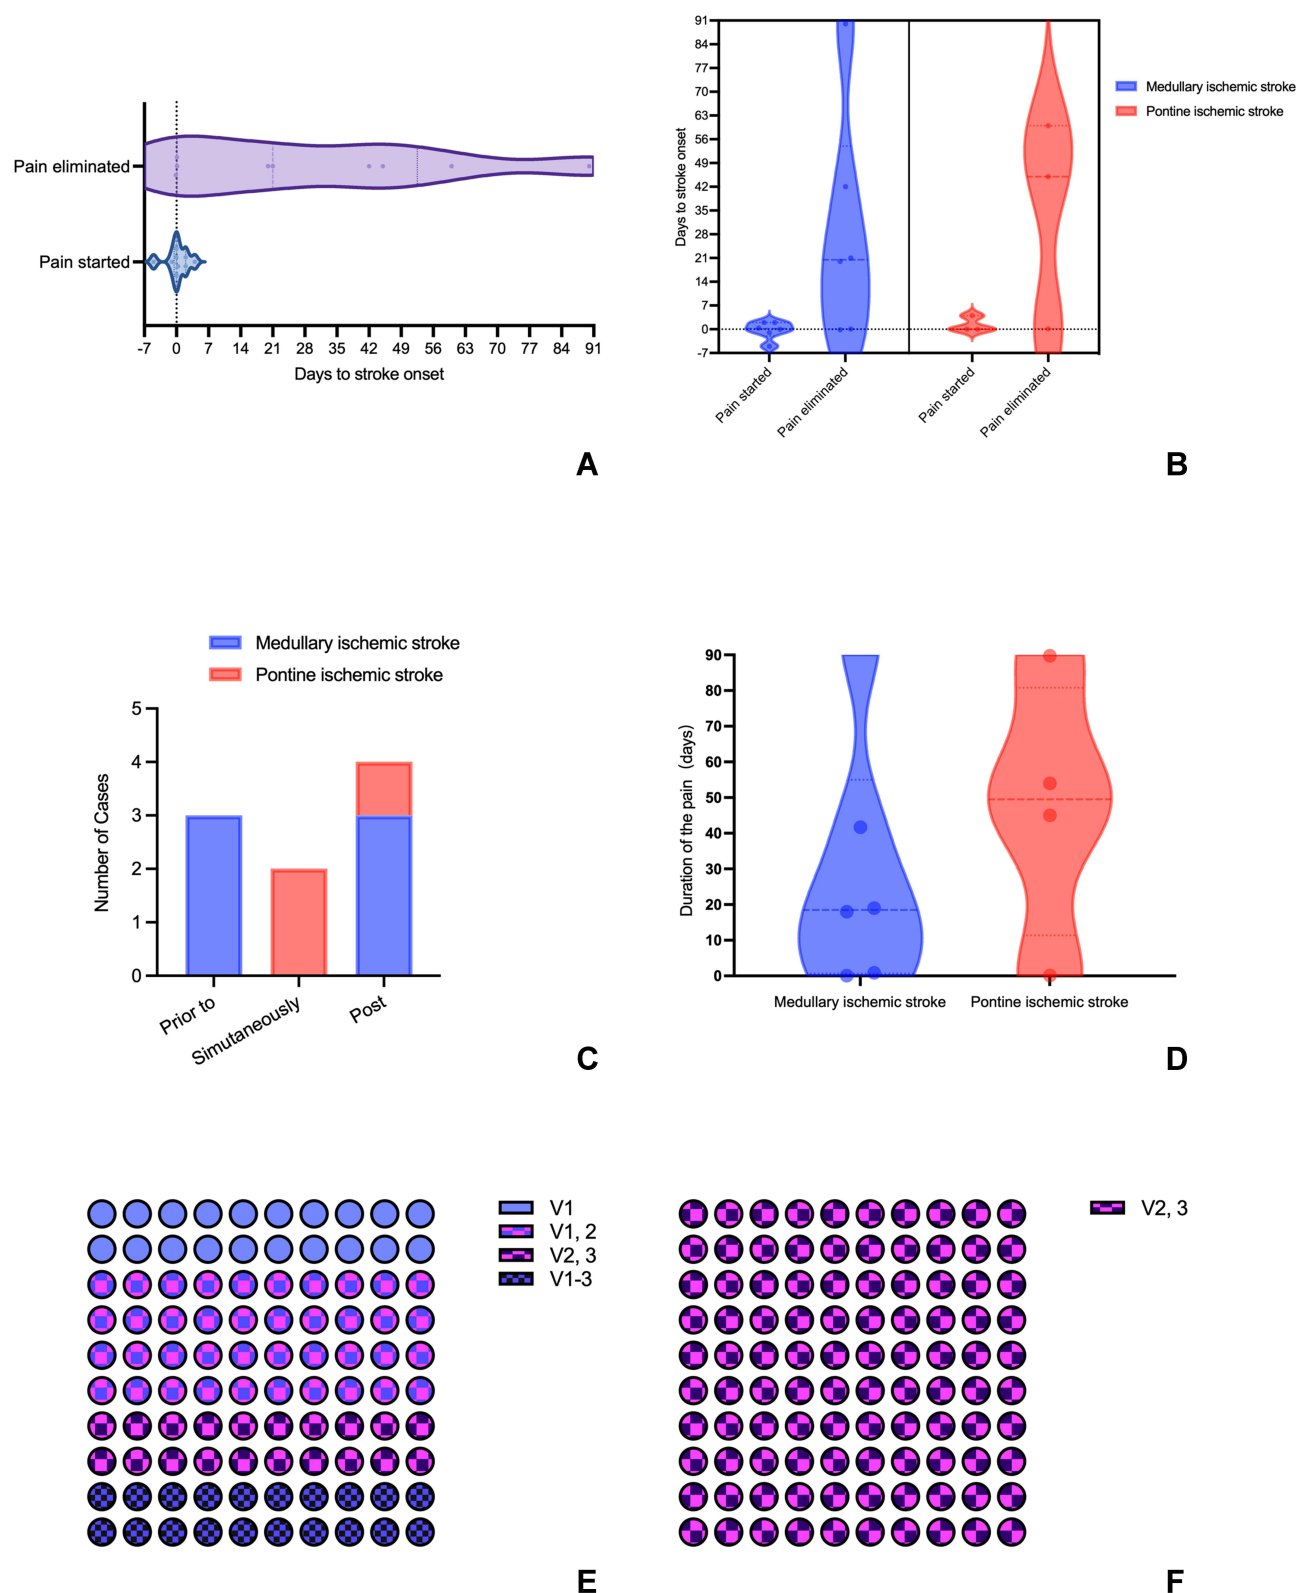 Pain eliminated
Pain started
-7 0 7 14 21 28 35 42 49 56 63 70 77 84 91
Days to stroke onset
A
91
84
77
70
63
56
49
42
35
28
21
14
7
0
-7
Days to stroke onset
Pain started
Pain eliminated
Pain started
Pain eliminated
Medullary ischemic stroke
Pontine ischemic stroke
B
Medullary ischemic stroke
Pontine ischemic stroke
5
4
3
2
1
0
Number of Cases
Prior to
Simutaneously
Post
C
90
80
70
60
50
40
30
20
10
0
Duration of the pain (days)
Medullary ischemic stroke
Pontine ischemic stroke
D
V1
V1, 2
V2, 3
V1-3
E
V2, 3
F